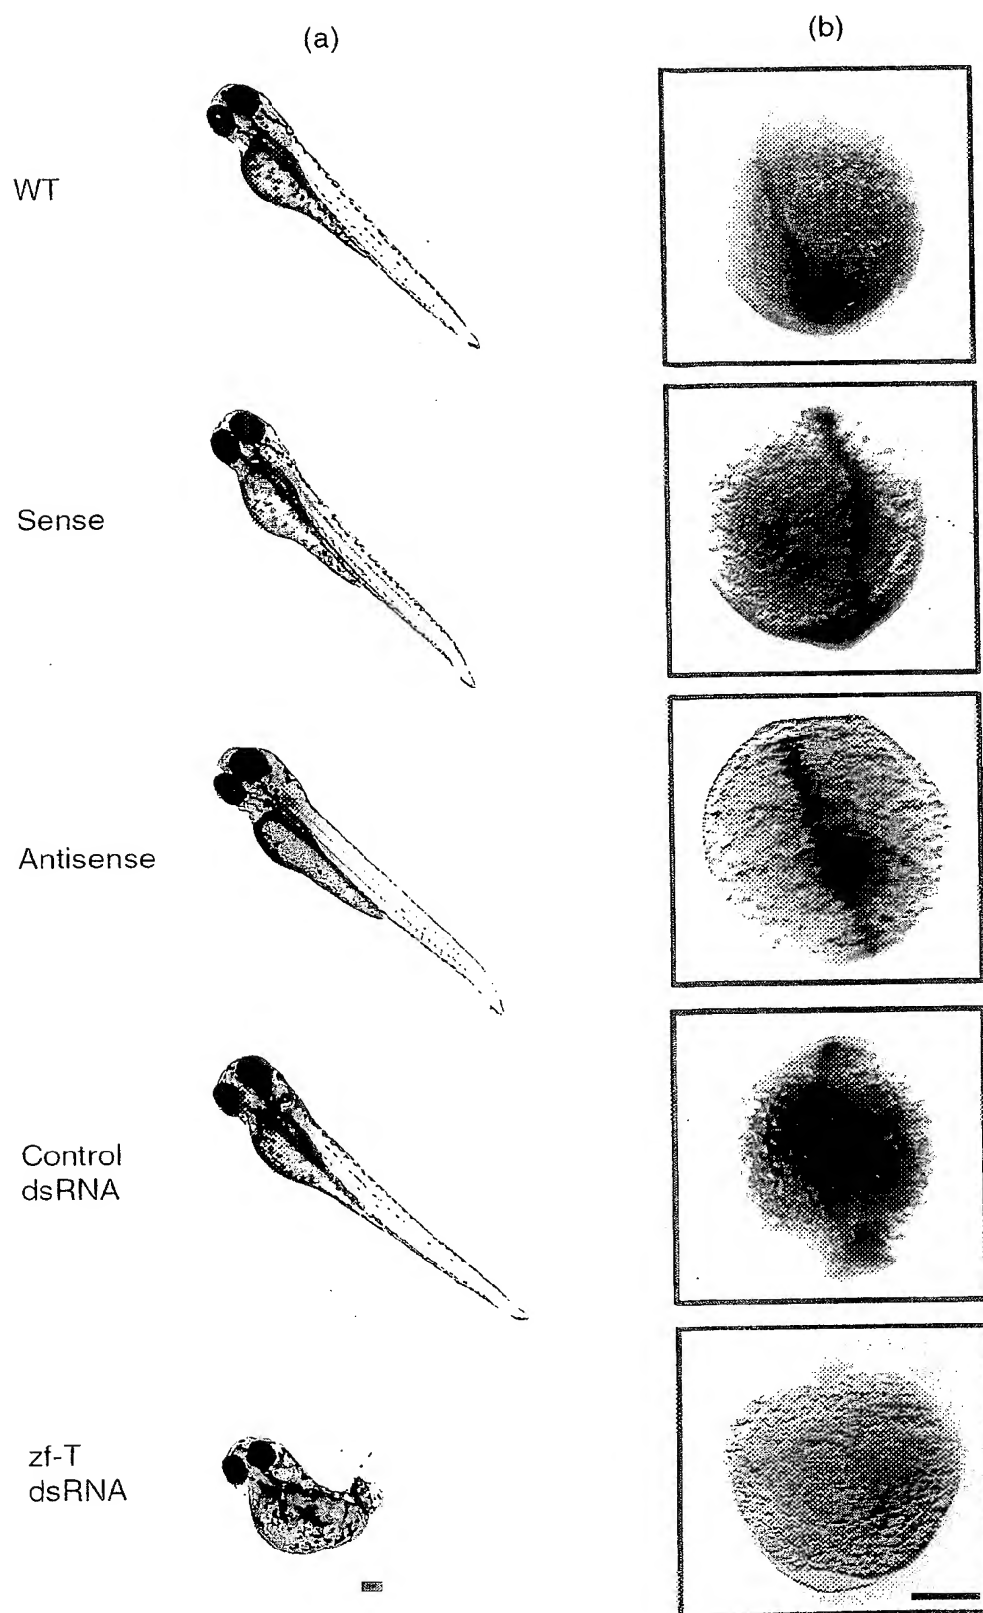 (a)
(b)
WT
Sense
Antisense
Control
dsRNA
zf-T
dsRNA